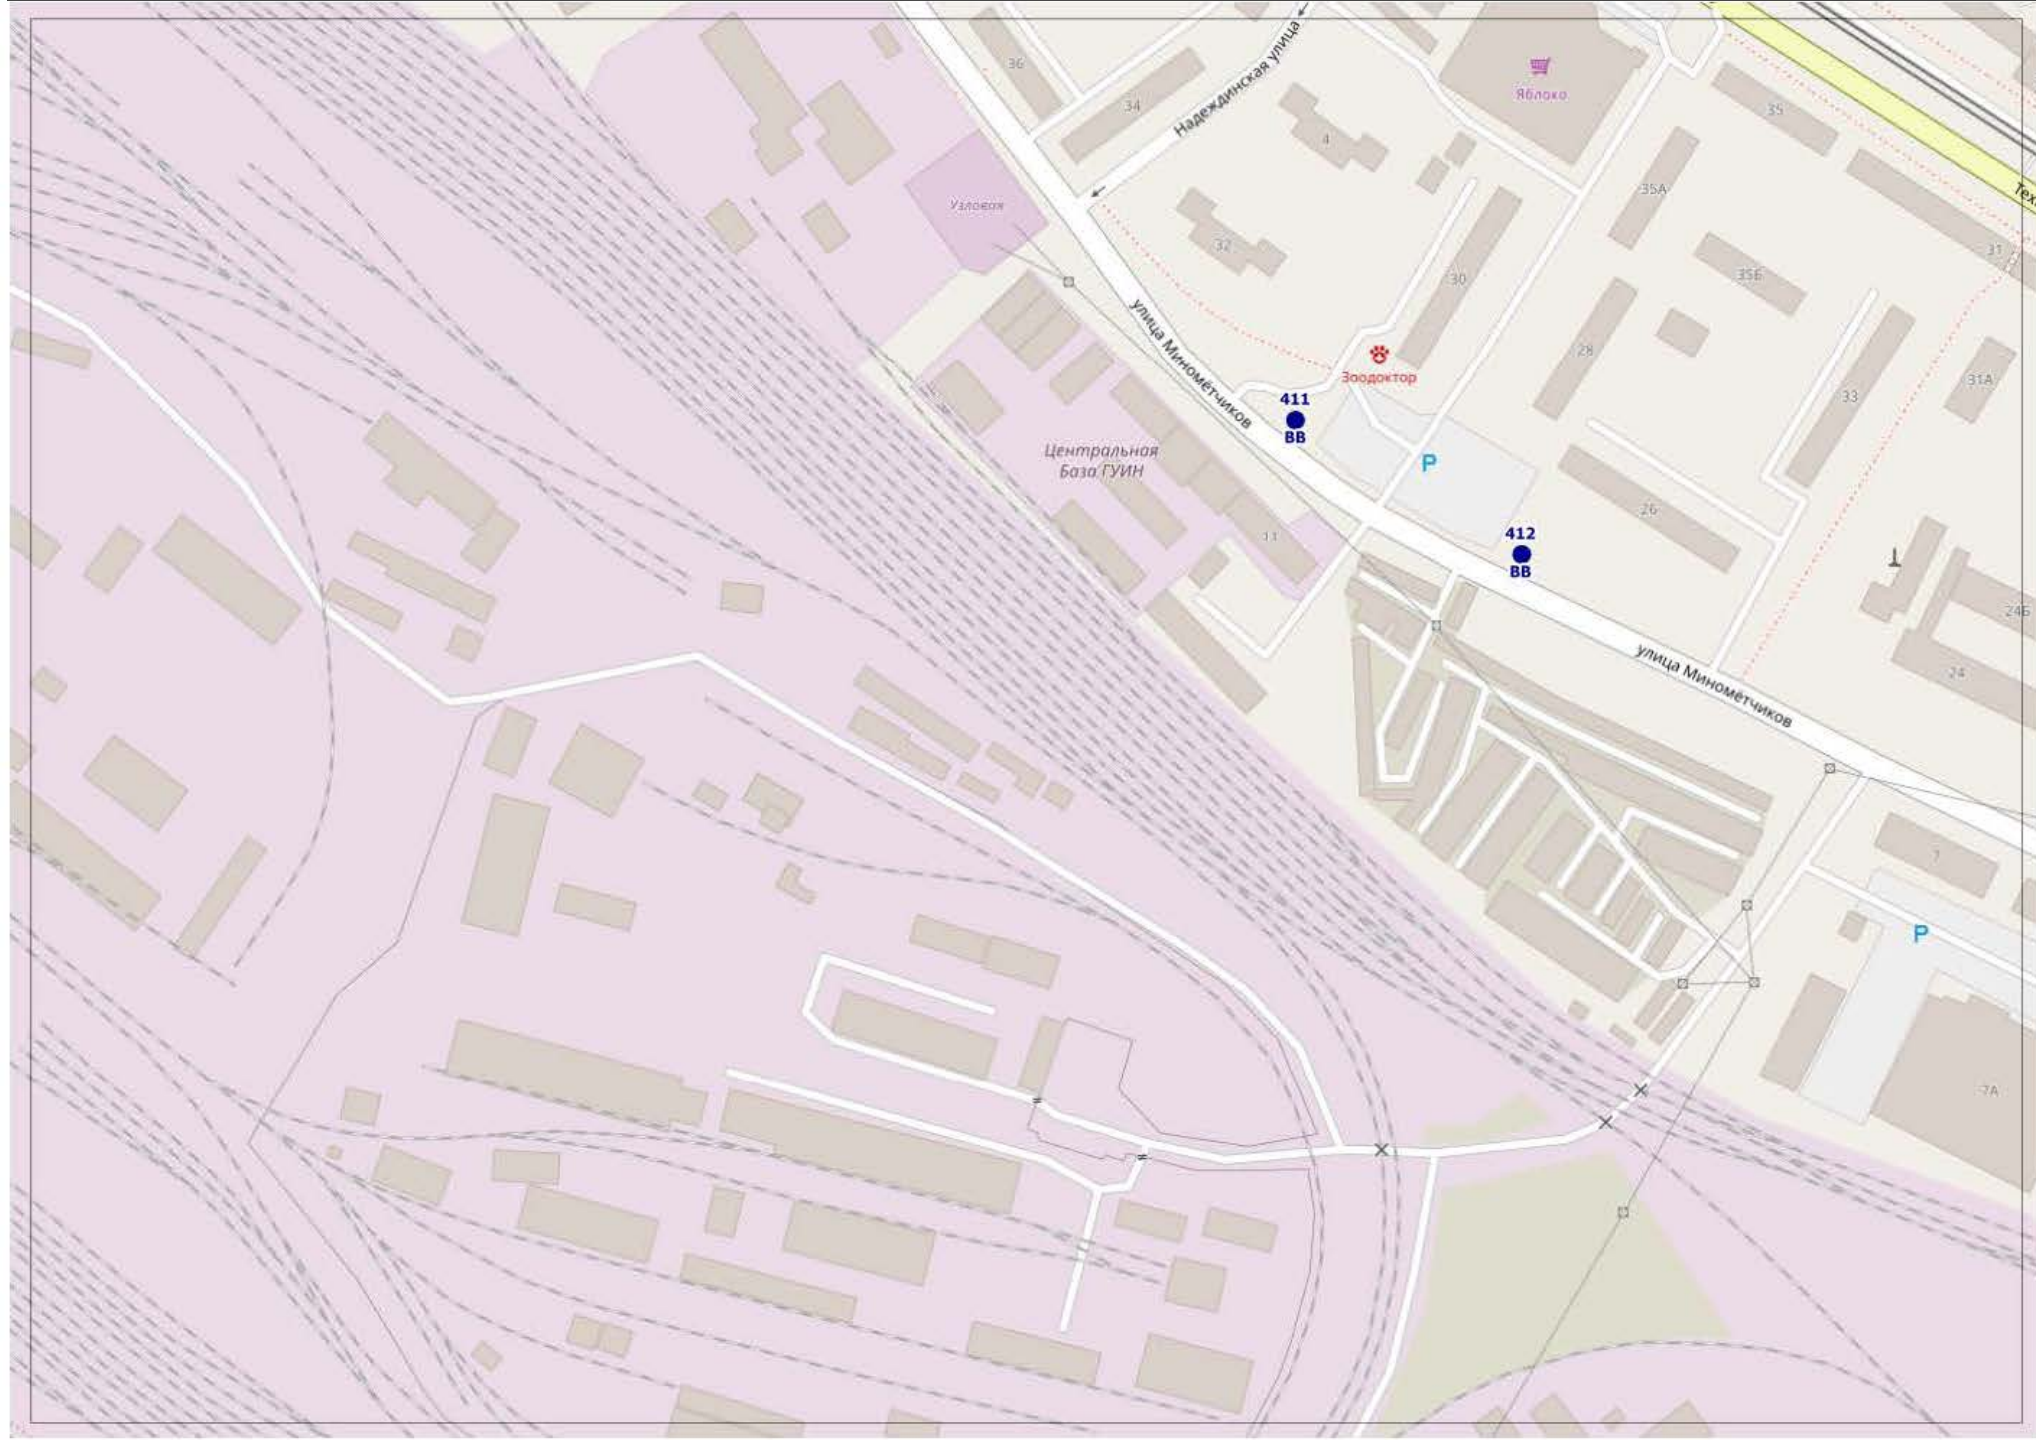 36
34
Надеждинская улица
4
Яблоко
35
35А
31
35Б
Узловая
32
30
28
31А
33
улица Минометчиков
Зоодоктор
411
ВВ
Центральная
База ГУИН
P
26
11
412
ВВ
24Б
24
улица Минометчиков
7
P
7А